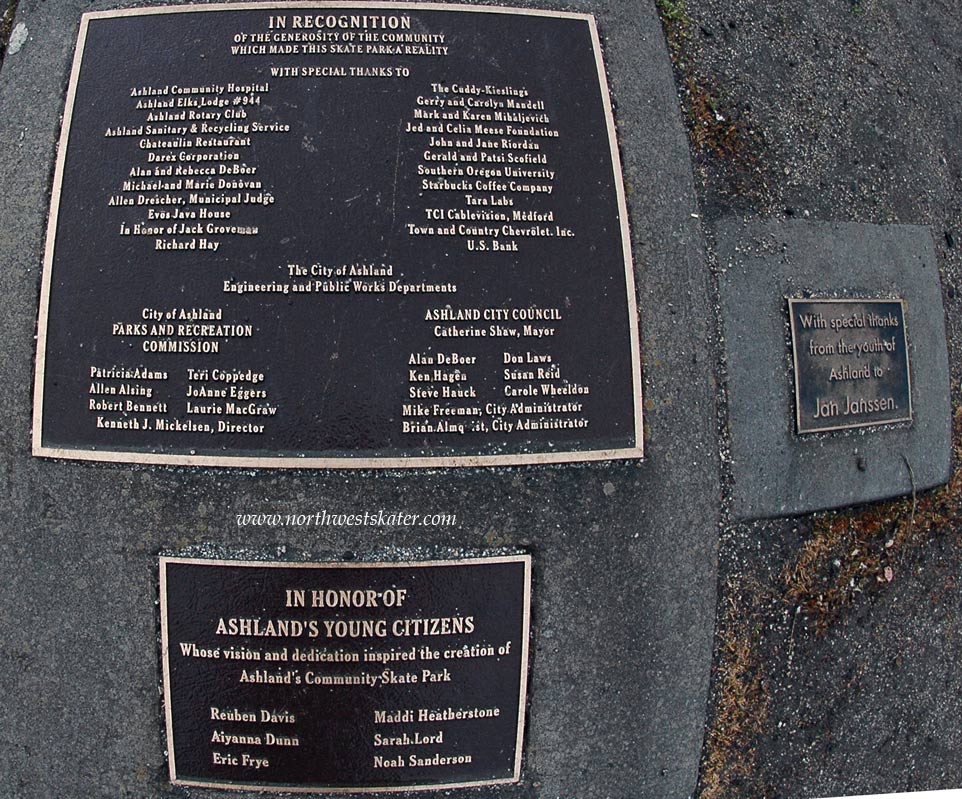 IN RECOGNITION
OF THE GENEROSITY OF THE COMMUNITY
WHICH MADE THIS SKATE PARK A REALITY
WITH SPECIAL THANKS TO
Ashland Community Hospital
Ashland Elks Lodge #944
Ashland Rotary Club
Ashland Sanitary & Recycling Service
Chateaulin Restaurant
Darex Corporation
Alan and Rebecca DeBoer
Michael and Marie Donovan
Allen Drescher, Municipal Judge
Evos Java House
In Honor of Jack Groveman
Richard Hay
The Cuddy-Kieslings
Gerry and Carolyn Mandell
Mark and Karen Mihaljevich
Jed and Celia Meese Foundation
John and Jane Riordan
Gerald and Patsi Scofield
Southern Oregon University
Starbucks Coffee Company
Tara Labs
TCI Cablevision, Medford
Town and Country Chevrolet. Inc.
U.S. Bank
The City of Ashland
Engineering and Public Works Departments
City of Ashland
PARKS AND RECREATION
COMMISSION
Patricia Adams Teri Coppedge
Allen Alsing JoAnne Eggers
Robert Bennett Laurie MacGraw
Kenneth J. Mickelsen, Director
ASHLAND CITY COUNCIL
Catherine Shaw, Mayor
Alan DeBoer Don Laws
Ken Hagen Susan Reid
Steve Hauck Carole Wheeldon
Mike Freeman, City Administrator
Brian, City Administrator
With special thanks
from the youth of
Ashland to
Jan Janssen.
www.northwestskater.com
IN HONOR OF
ASHLAND'S YOUNG CITIZENS
Whose vision and dedication inspired the creation of
Ashland's Community Skate Park
Reuben Davis Maddi Heatherstone
Aiyanna Dunn Sarah Lord
Eric Frye Noah Sanderson